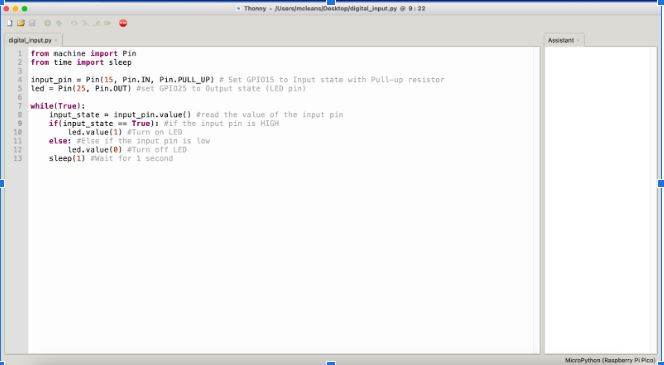 Thonny - /Users/mcleans/Desktop/digital_input.py @ 9 : 22
digital_input.py
Assistant
1 from machine import Pin
2 from time import sleep
3
4 input_pin = Pin(15, Pin.IN, Pin.PULL_UP) # Set GPIO15 to Input state with Pull-up resistor
5 led = Pin(25, Pin.OUT) #set GPIO25 to Output state (LED pin)
6
7 while(True):
8 input_state = input_pin.value() #read the value of the input pin
9 if(input_state == True): #if the input pin is HIGH
10 led.value(1) #Turn on LED
11 else: #Else if the input pin is low
12 led.value(0) #Turn off LED
13 sleep(1) #Wait for 1 second
MicroPython (Raspberry Pi Pico)